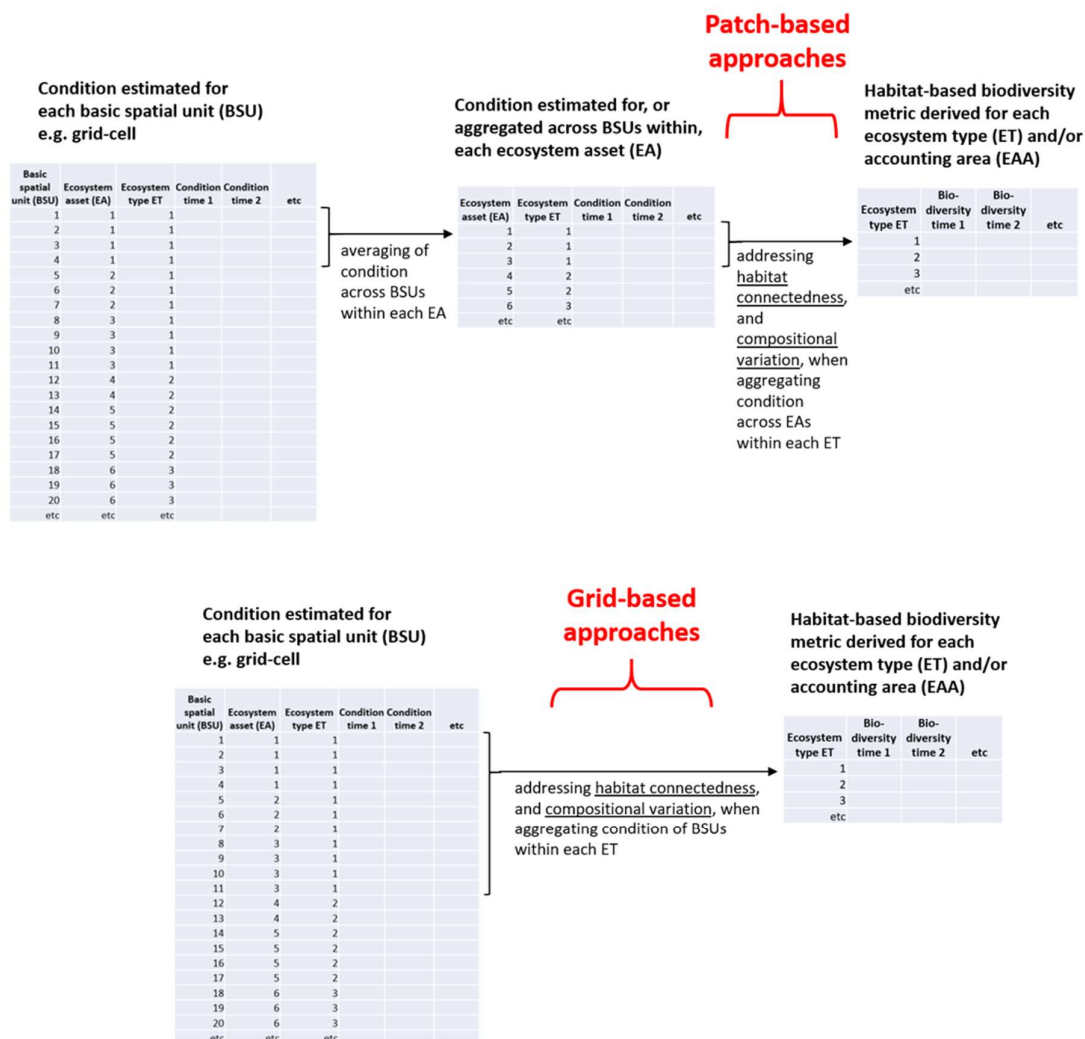 Patch-based
approaches
Condition estimated for
each basic spatial unit (BSU)
e.g. grid-cell
Basic
spatial Ecosystem Ecosystem Condition Condition
unit (BSU) asset (EA) type ET time 1 time 2 etc
1 1 1
2 1 1
3 1 1
4 1 1
5 2 1
6 2 1
7 2 1
8 3 1
9 3 1
10 3 1
11 3 1
12 4 2
13 4 2
14 5 2
15 5 2
16 5 2
17 5 2
18 6 3
19 6 3
20 6 3
etc etc etc
averaging of
condition
across BSUs
within each EA
Condition estimated for, or
aggregated across BSUs within,
each ecosystem asset (EA)
Ecosystem Ecosystem Condition Condition
asset (EA) type ET time 1 time 2 etc
1 1
2 1
3 1
4 2
5 2
6 3
etc etc
addressing
habitat
connectedness,
and
compositional
variation, when
aggregating
condition
across EAs
within each ET
Habitat-based biodiversity
metric derived for each
ecosystem type (ET) and/or
accounting area (EAA)
Bio- Bio-
Ecosystem diversity diversity
type ET time 1 time 2 etc
1
2
3
etc
Grid-based
approaches
Condition estimated for
each basic spatial unit (BSU)
e.g. grid-cell
Basic
spatial Ecosystem Ecosystem Condition Condition
unit (BSU) asset (EA) type ET time 1 time 2 etc
1 1 1
2 1 1
3 1 1
4 1 1
5 2 1
6 2 1
7 2 1
8 3 1
9 3 1
10 3 1
11 3 1
12 4 2
13 4 2
14 5 2
15 5 2
16 5 2
17 5 2
18 6 3
19 6 3
20 6 3
etc etc etc
addressing habitat connectedness,
and compositional variation, when
aggregating condition of BSUs
within each ET
Habitat-based biodiversity
metric derived for each
ecosystem type (ET) and/or
accounting area (EAA)
Bio- Bio-
Ecosystem diversity diversity
type ET time 1 time 2 etc
1
2
3
etc